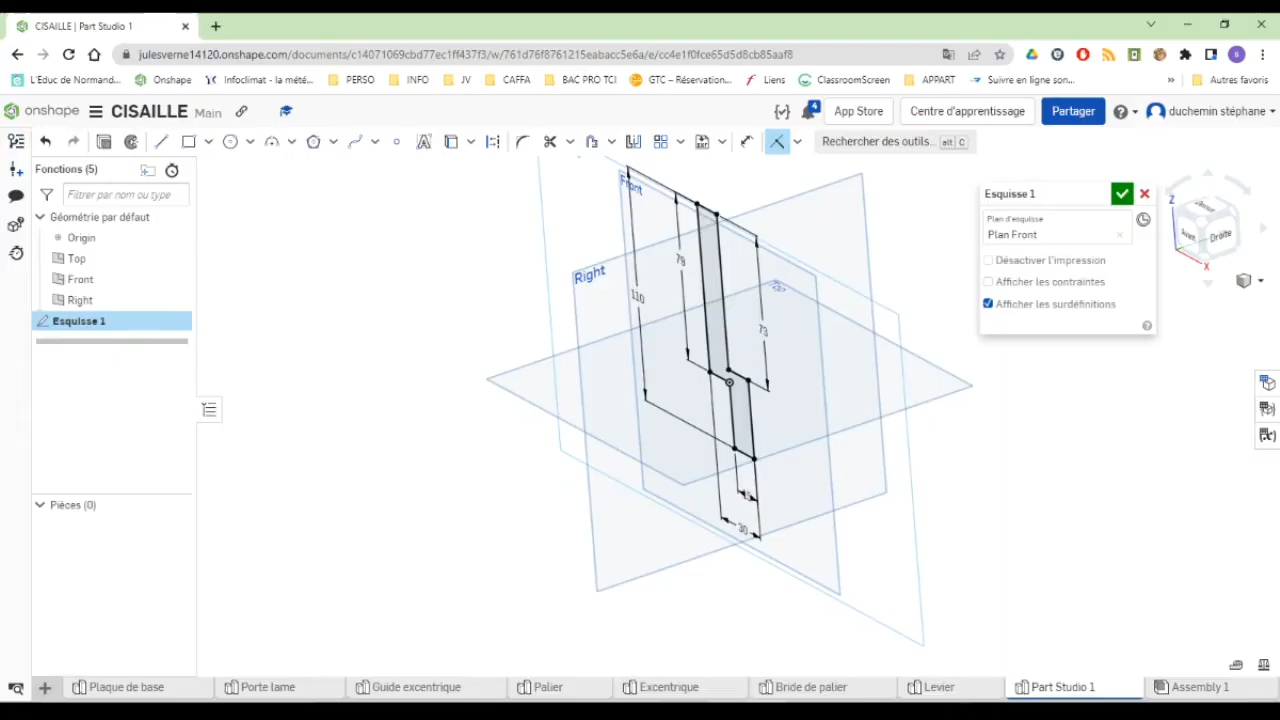 CISAILLE | Part Studio 1
julesverne14120.onshape.com/documents/c14071069cbd77ec1ff437f3/w/761d76f8761215eabacc5e6a/e/cc4e1f0fce65d5d8cb85aaf8
L'Educ de Normand... Onshape Infoclimat - la mété... PERSO INFO JV CAFFA BAC PRO TCI GTC – Réservation... Liens ClassroomScreen APPART Suivre en ligne son... » Autres favoris
onshape CISAILLE Main 4 App Store Centre d'apprentissage Partager duchemin stéphane
Rechercher des outils... alt C
Fonctions (5)
Filtrer par nom ou type
Géométrie par défaut
Origin
Top
Front
Right
Esquisse 1
Pièces (0)
Front
Right
79
110
73
30
Esquisse 1
Plan d'esquisse
Plan Front
Désactiver l'impression
Afficher les contraintes
Afficher les surdéfinitions
Z
Avant
Droite
X
Plaque de base Porte lame Guide excentrique Palier Excentrique Bride de palier Levier Part Studio 1 Assembly 1